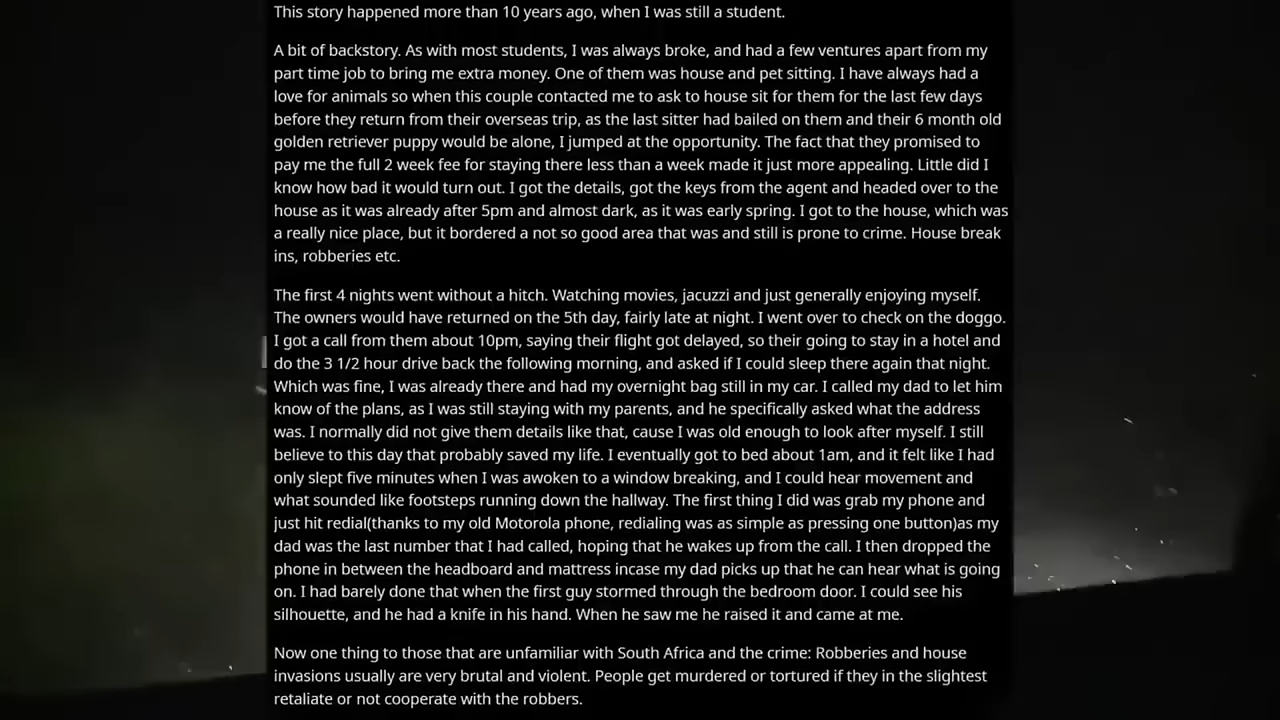 This story happened more than 10 years ago, when I was still a student.
A bit of backstory. As with most students, I was always broke, and had a few ventures apart from my
part time job to bring me extra money. One of them was house and pet sitting. I have always had a
love for animals so when this couple contacted me to ask to house sit for them for the last few days
before they return from their overseas trip, as the last sitter had bailed on them and their 6 month old
golden retriever puppy would be alone, I jumped at the opportunity. The fact that they promised to
pay me the full 2 week fee for staying there less than a week made it just more appealing. Little did I
know how bad it would turn out. I got the details, got the keys from the agent and headed over to the
house as it was already after 5pm and almost dark, as it was early spring. I got to the house, which was
a really nice place, but it bordered a not so good area that was and still is prone to crime. House break
ins, robberies etc.
The first 4 nights went without a hitch. Watching movies, jacuzzi and just generally enjoying myself.
The owners would have returned on the 5th day, fairly late at night. I went over to check on the doggo.
I got a call from them about 10pm, saying their flight got delayed, so their going to stay in a hotel and
do the 3 1/2 hour drive back the following morning, and asked if I could sleep there again that night.
Which was fine, I was already there and had my overnight bag still in my car. I called my dad to let him
know of the plans, as I was still staying with my parents, and he specifically asked what the address
was. I normally did not give them details like that, cause I was old enough to look after myself. I still
believe to this day that probably saved my life. I eventually got to bed about 1am, and it felt like I had
only slept five minutes when I was awoken to a window breaking, and I could hear movement and
what sounded like footsteps running down the hallway. The first thing I did was grab my phone and
just hit redial(thanks to my old Motorola phone, redialing was as simple as pressing one button)as my
dad was the last number that I had called, hoping that he wakes up from the call. I then dropped the
phone in between the headboard and mattress incase my dad picks up that he can hear what is going
on. I had barely done that when the first guy stormed through the bedroom door. I could see his
silhouette, and he had a knife in his hand. When he saw me he raised it and came at me.
Now one thing to those that are unfamiliar with South Africa and the crime: Robberies and house
invasions usually are very brutal and violent. People get murdered or tortured if they in the slightest
retaliate or not cooperate with the robbers.